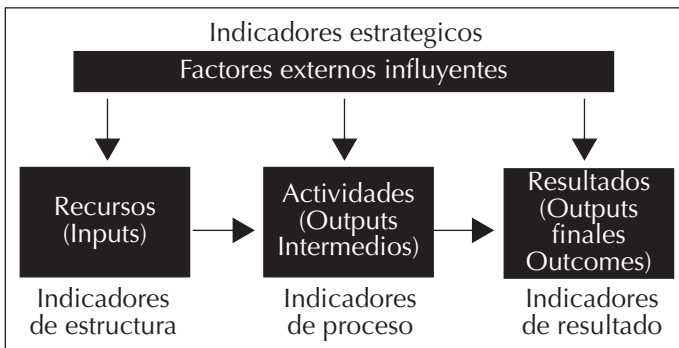 Indicadores estrategicos
Factores externos influyentes
Recursos
(Inputs)
Actividades
(Outputs
Intermedios)
Resultados
(Outputs
finales
Outcomes)
Indicadores
de estructura
Indicadores
de proceso
Indicadores
de resultado